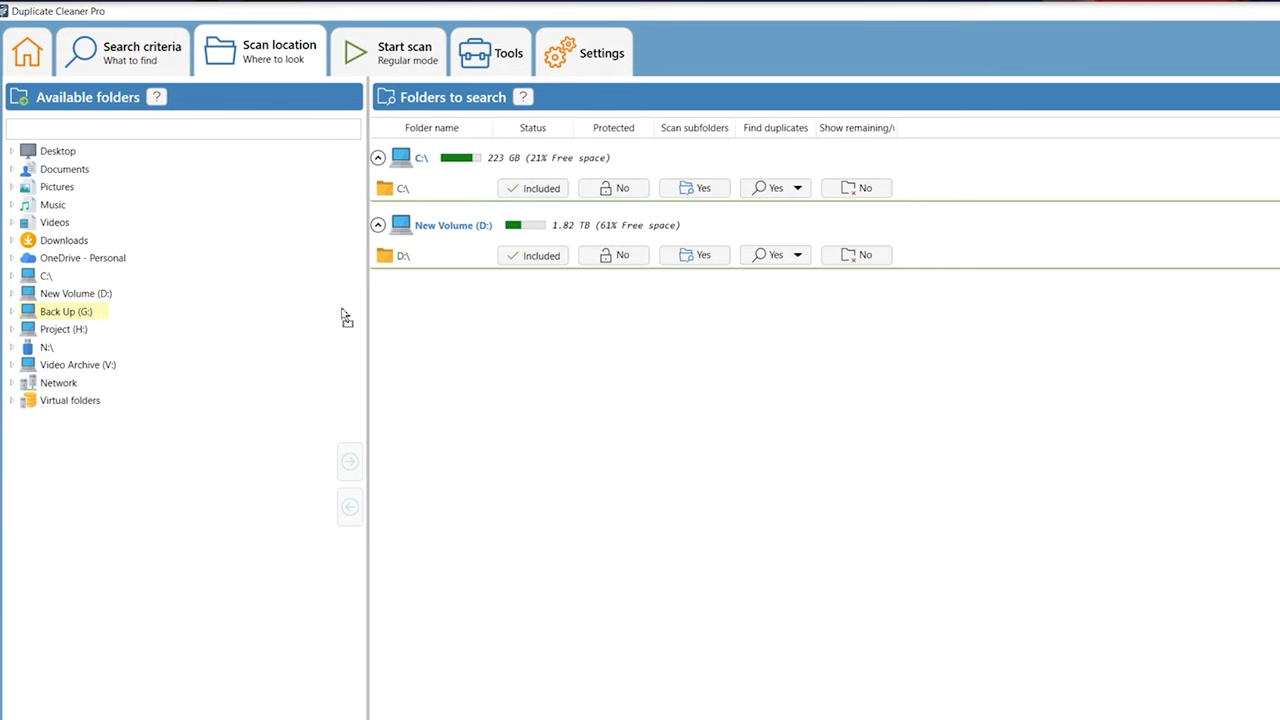 Duplicate Cleaner Pro
Search criteria
What to find
Scan location
Where to look
Start scan
Regular mode
Tools
Settings
Available folders ?
Folders to search ?
Folder name Status Protected Scan subfolders Find duplicates Show remaining/
C:\ 223 GB (21% Free space)
C:\ Included No Yes Yes No
New Volume (D:) 1.82 TB (61% Free space)
D:\ Included No Yes Yes No
Desktop
Documents
Pictures
Music
Videos
Downloads
OneDrive - Personal
C:\
New Volume (D:)
Back Up (G:)
Project (H:)
N:\
Video Archive (V:)
Network
Virtual folders